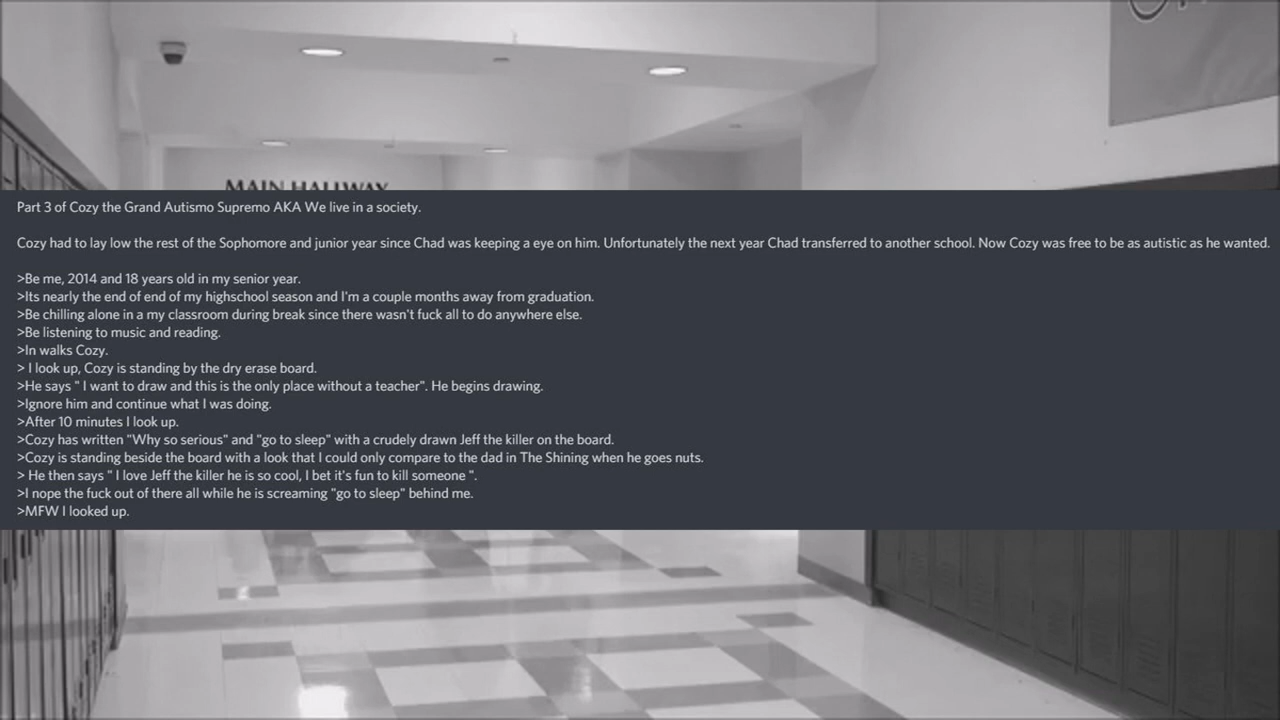 MAIN HALLWAY
Part 3 of Cozy the Grand Autismo Supremo AKA We live in a society.
Cozy had to lay low the rest of the Sophomore and junior year since Chad was keeping a eye on him. Unfortunately the next year Chad transferred to another school. Now Cozy was free to be as autistic as he wanted.
>Be me, 2014 and 18 years old in my senior year.
>Its nearly the end of end of my highschool season and I'm a couple months away from graduation.
>Be chilling alone in a my classroom during break since there wasn't fuck all to do anywhere else.
>Be listening to music and reading.
>In walks Cozy.
> I look up, Cozy is standing by the dry erase board.
>He says " I want to draw and this is the only place without a teacher". He begins drawing.
>Ignore him and continue what I was doing.
>After 10 minutes I look up.
>Cozy has written "Why so serious" and "go to sleep" with a crudely drawn Jeff the killer on the board.
>Cozy is standing beside the board with a look that I could only compare to the dad in The Shining when he goes nuts.
> He then says " I love Jeff the killer he is so cool, I bet it's fun to kill someone ".
>I nope the fuck out of there all while he is screaming "go to sleep" behind me.
>MFW I looked up.